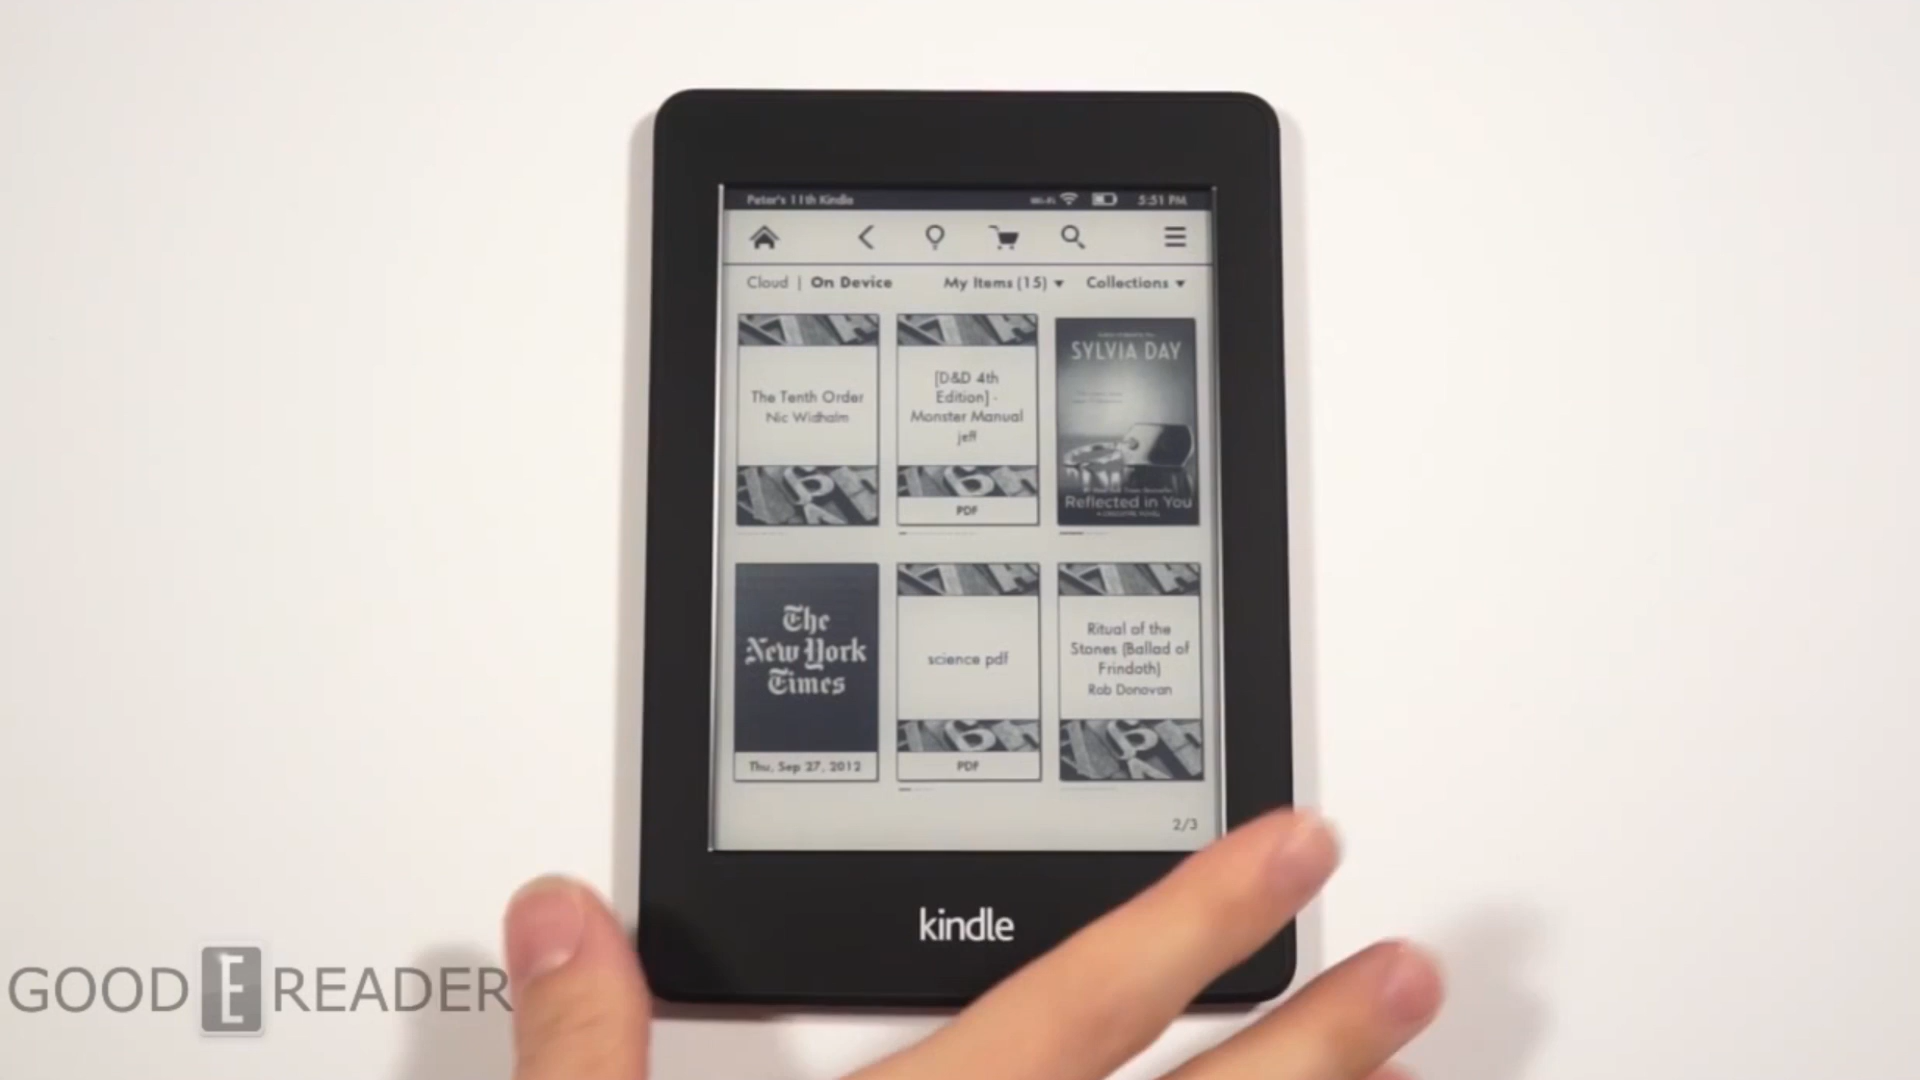 Peter's 11th Kindle
5:51 PM
Cloud | On Device
My Items (15)
Collections
The Tenth Order
Nic Widhalm
[D&D 4th
Edition] -
Monster Manual
jeff
PDF
SYLVIA DAY
Reflected in You
The
New York
Times
Thu, Sep 27, 2012
science pdf
PDF
Ritual of the
Stones (Ballad of
Frindoth)
Rob Donovan
2/3
kindle
GOOD E READER